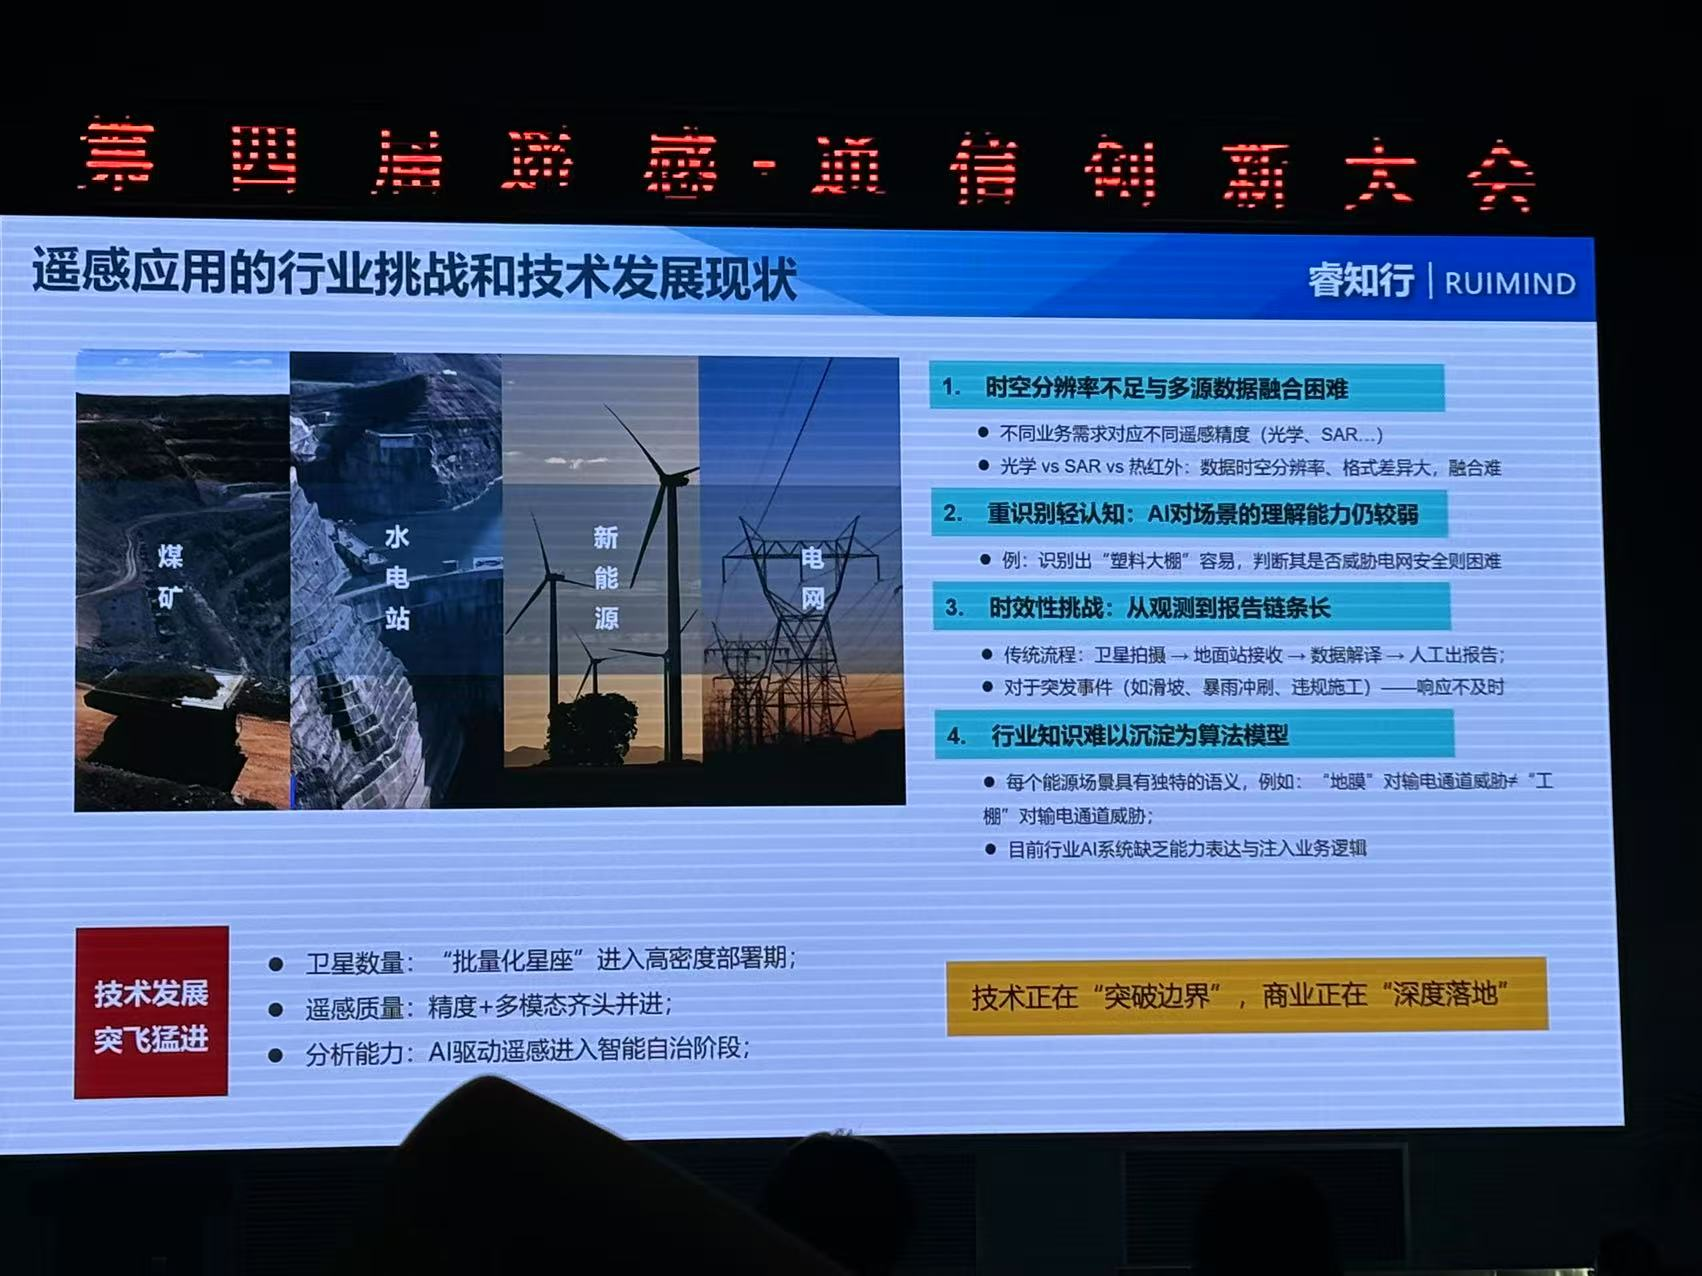 第四届遥感-通信创新大会
遥感应用的行业挑战和技术发展现状
睿知行 | RUIMIND
煤矿
水电站
新能源
电网
1. 时空分辨率不足与多源数据融合困难
● 不同业务需求对应不同遥感精度（光学、SAR...）
● 光学 vs SAR vs 热红外：数据时空分辨率、格式差异大，融合难
2. 重识别轻认知：AI对场景的理解能力仍较弱
● 例：识别出“塑料大棚”容易，判断其是否威胁电网安全则困难
3. 时效性挑战：从观测到报告链条长
● 传统流程：卫星拍摄→地面站接收→数据解译→人工出报告；
● 对于突发事件（如滑坡、暴雨冲刷、违规施工）——响应不及时
4. 行业知识难以沉淀为算法模型
● 每个能源场景具有独特的语义，例如：“地膜”对输电通道威胁≠“工
棚”对输电通道威胁；
● 目前行业AI系统缺乏能力表达与注入业务逻辑
技术发展
突飞猛进
● 卫星数量：“批量化星座”进入高密度部署期；
● 遥感质量：精度+多模态齐头并进；
● 分析能力：AI驱动遥感进入智能自治阶段；
技术正在“突破边界”，商业正在“深度落地”